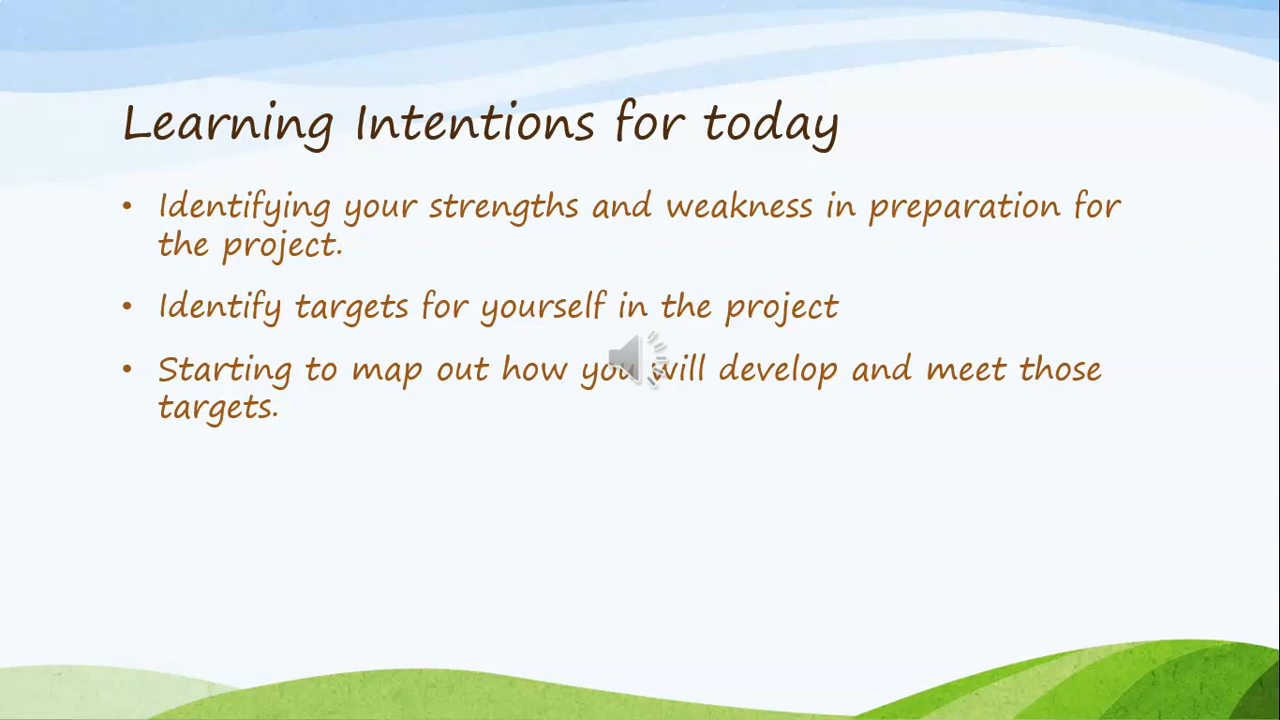 Learning Intentions for today
• Identifying your strengths and weakness in preparation for
the project.
• Identify targets for yourself in the project
• Starting to map out how you will develop and meet those
targets.